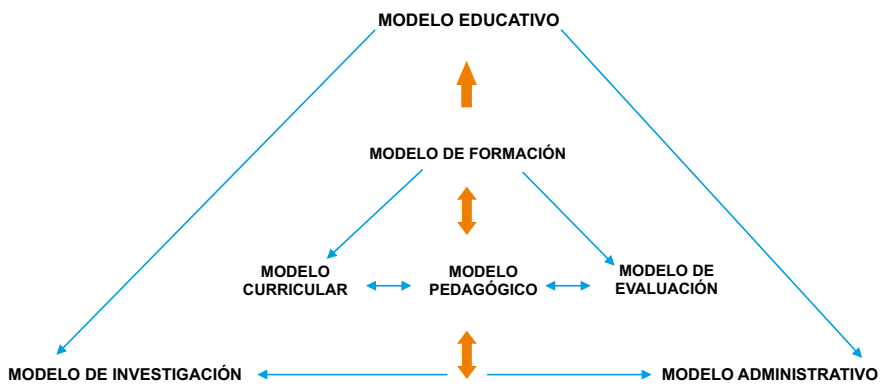 MODELO EDUCATIVO
MODELO DE FORMACIÓN
MODELO
CURRICULAR
MODELO
PEDAGÓGICO
MODELO DE
EVALUACIÓN
MODELO DE INVESTIGACIÓN
MODELO ADMINISTRATIVO